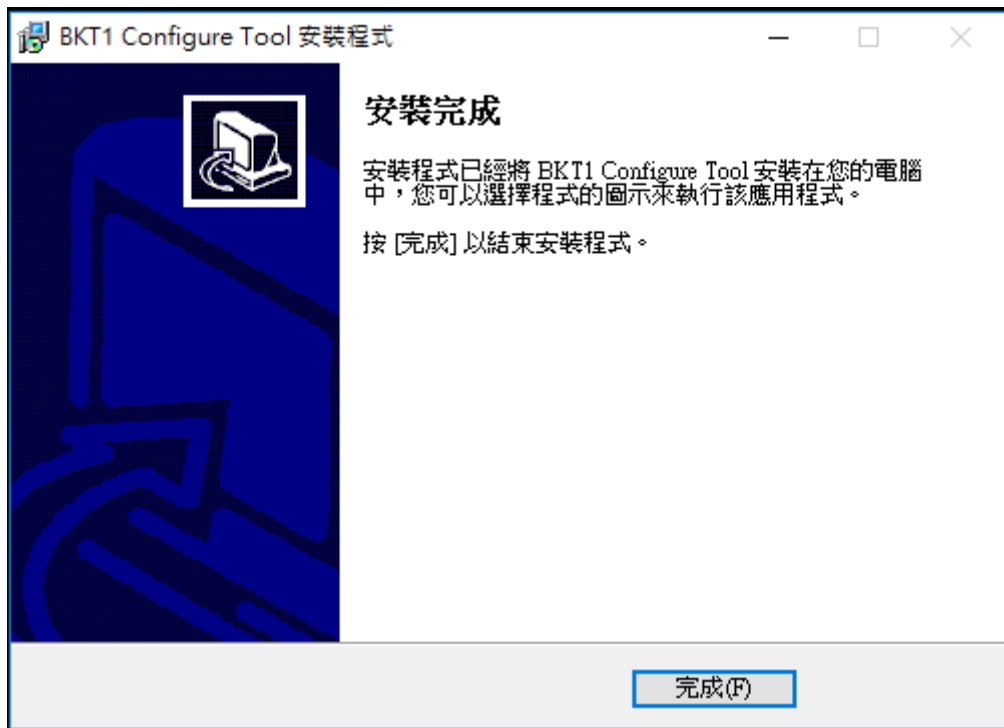 BKT1 Configure Tool 安裝程式
安裝完成
安裝程式已經將 BKT1 Configure Tool 安裝在您的電腦
中，您可以選擇程式的圖示來執行該應用程式。
按 [完成] 以結束安裝程式。
完成(F)